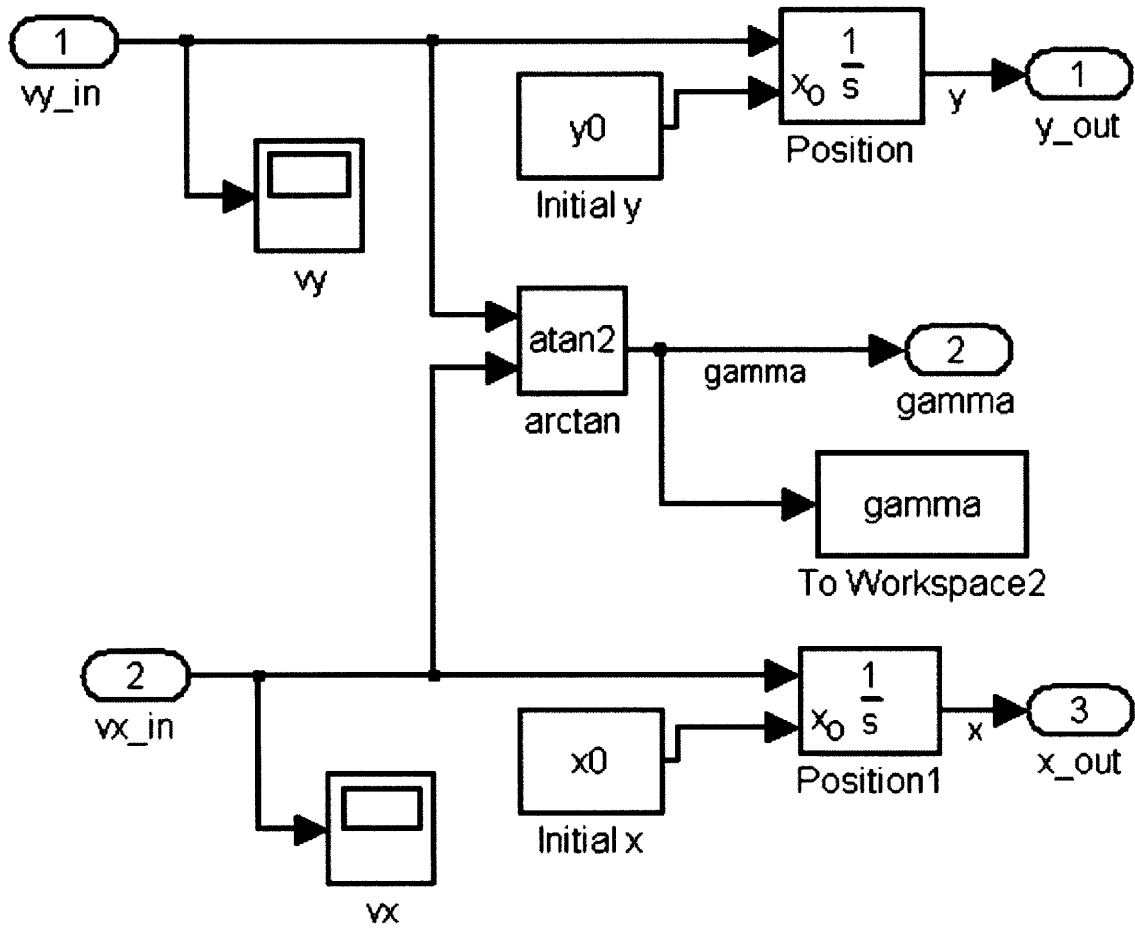 1
vy_in
vy
y0
Initial y
1
s
x0
Position
y
1
y_out
atan2
arctan
gamma
2
gamma
gamma
To Workspace2
2
vx_in
vx
x0
Initial x
1
s
x0
Position1
x
3
x_out